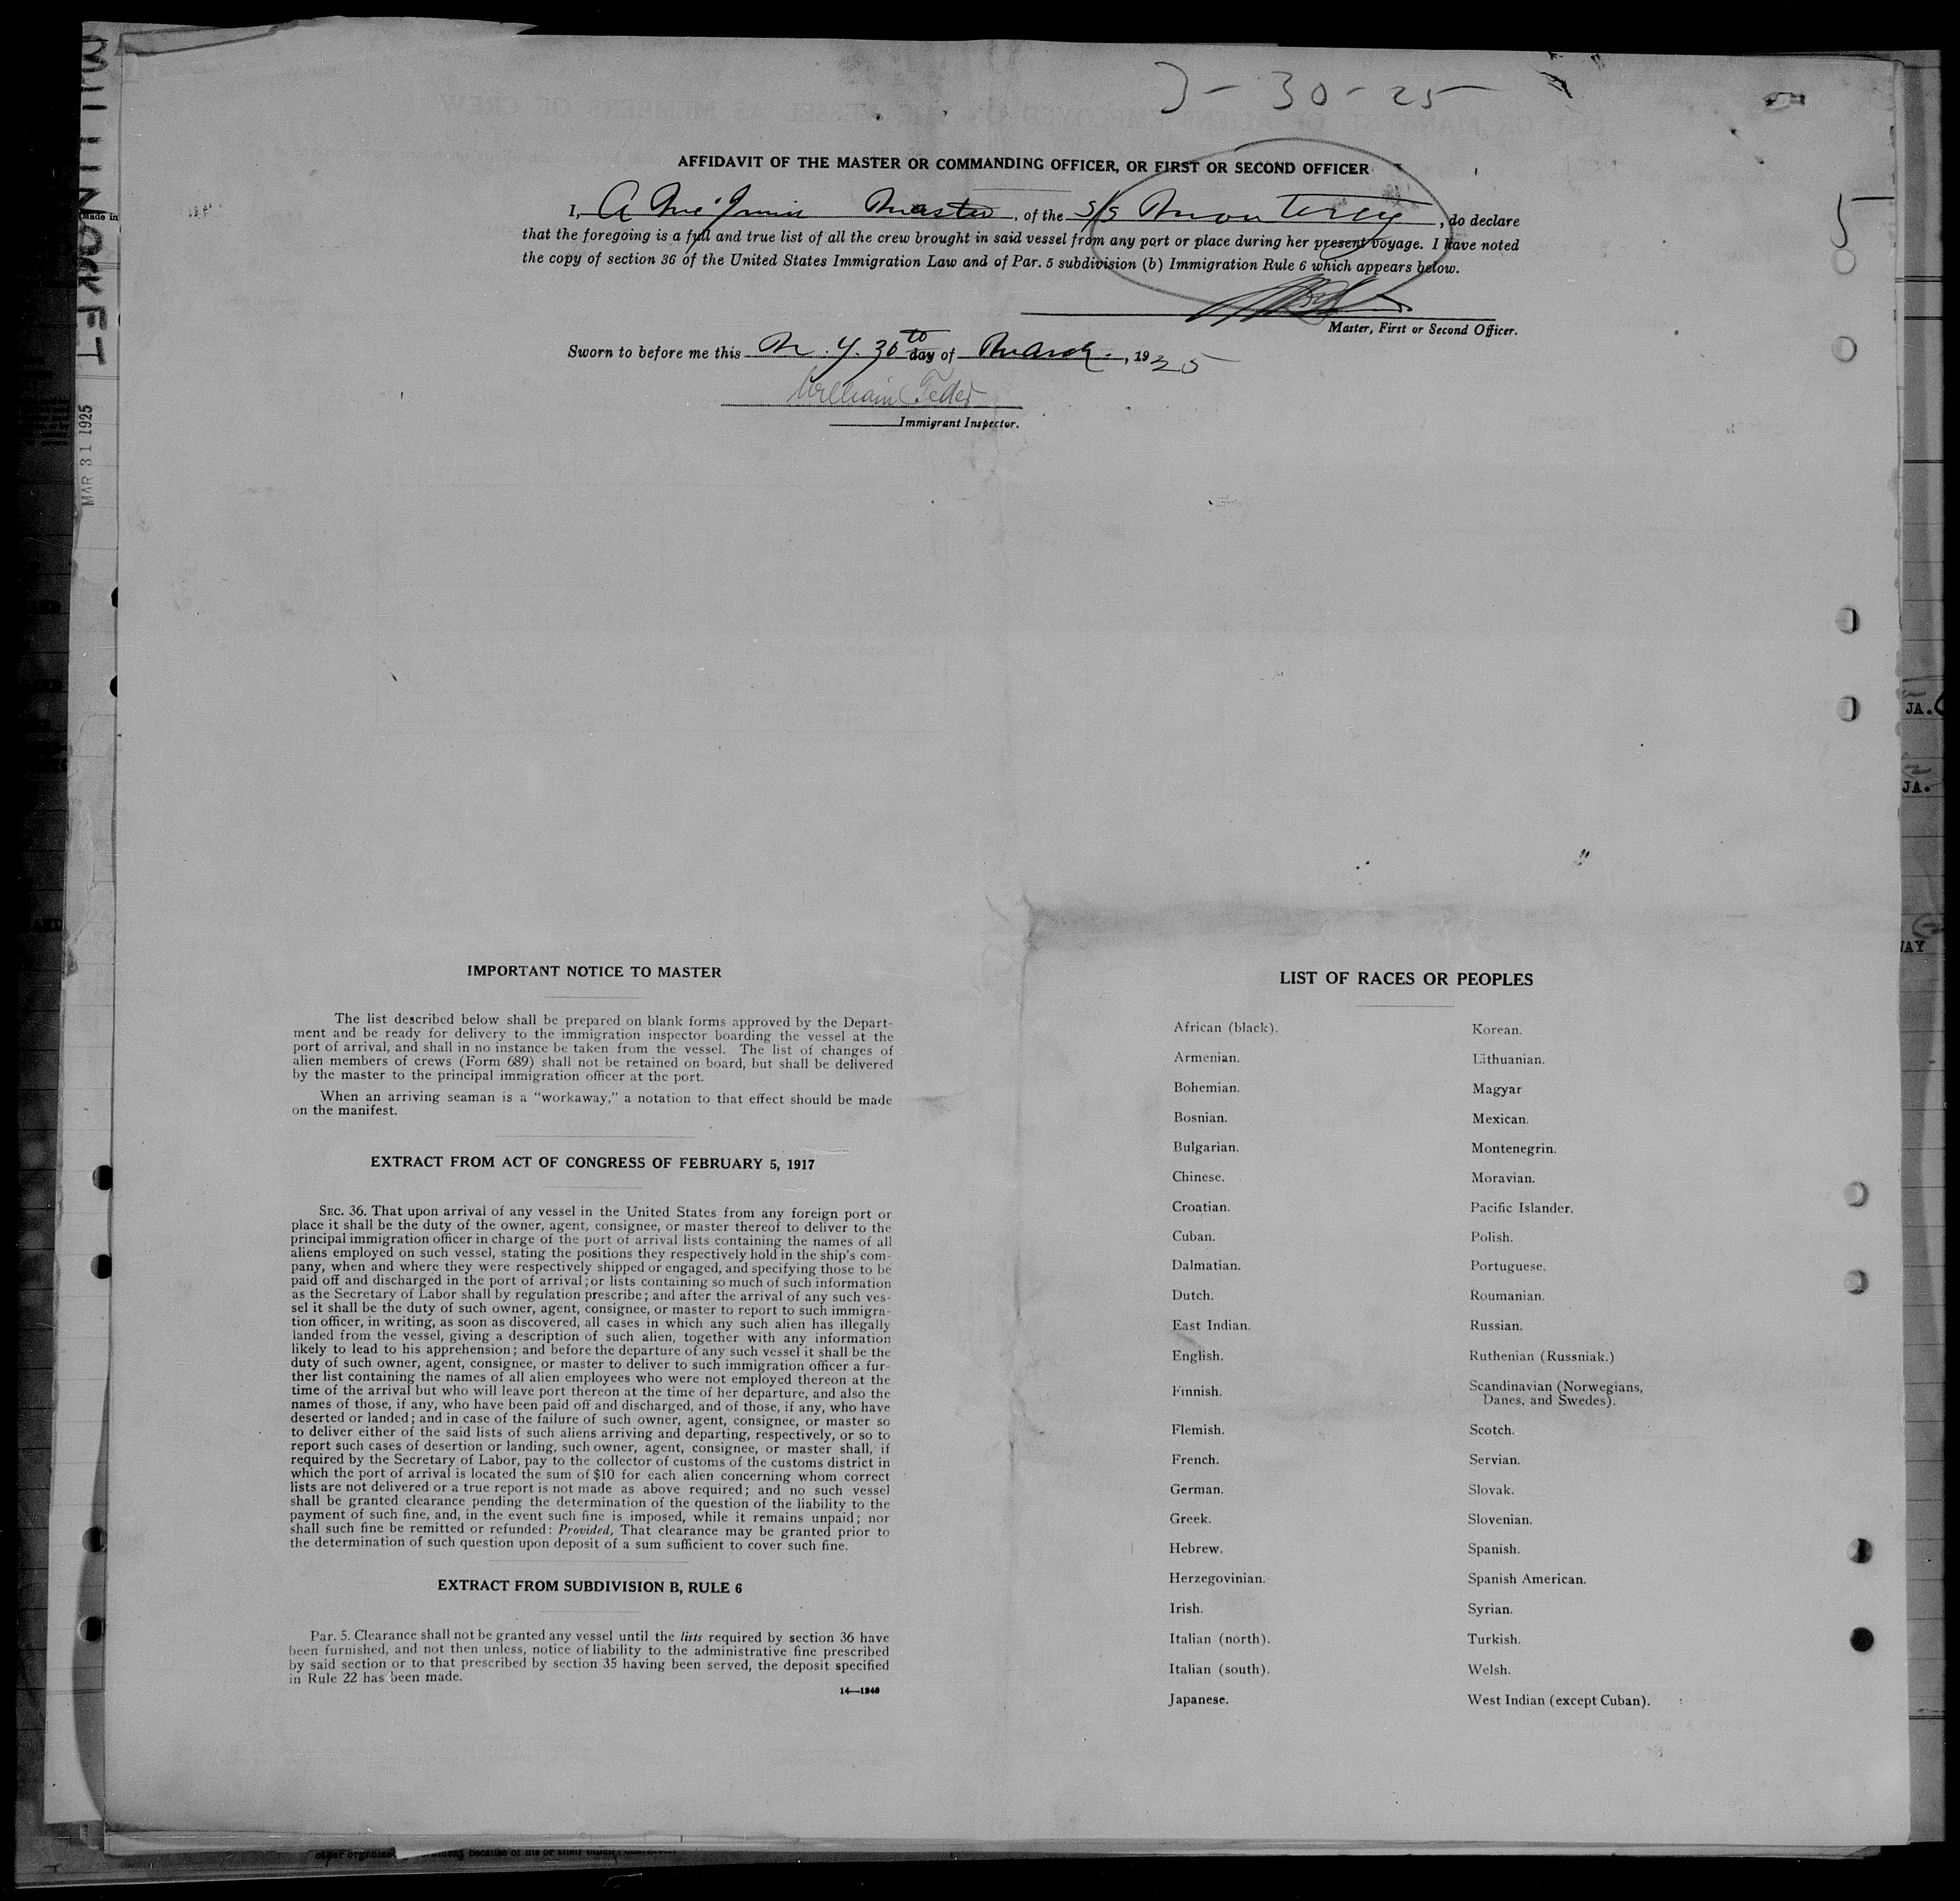 3-30-25
5
AFFIDAVIT OF THE MASTER OR COMMANDING OFFICER, OR FIRST OR SECOND OFFICER
I, A Master, of the S/S Monterey, do declare
that the foregoing is a full and true list of all the crew brought in said vessel from any port or place during her present voyage. I have noted
the copy of section 36 of the United States Immigration Law and of Par. 5 subdivision (b) Immigration Rule 6 which appears below.
Master, First or Second Officer.
Sworn to before me this N. Y. 30th day of March, 1925
William
Immigrant Inspector.
MAR 31 1925
Made in
JA.
JA.
IMPORTANT NOTICE TO MASTER
The list described below shall be prepared on blank forms approved by the Depart-
ment and be ready for delivery to the immigration inspector boarding the vessel at the
port of arrival, and shall in no instance be taken from the vessel. The list of changes of
alien members of crews (Form 689) shall not be retained on board, but shall be delivered
by the master to the principal immigration officer at the port.
When an arriving seaman is a "workaway," a notation to that effect should be made
on the manifest.
EXTRACT FROM ACT OF CONGRESS OF FEBRUARY 5, 1917
SEC. 36. That upon arrival of any vessel in the United States from any foreign port or
place it shall be the duty of the owner, agent, consignee, or master thereof to deliver to the
principal immigration officer in charge of the port of arrival lists containing the names of all
aliens employed on such vessel, stating the positions they respectively hold in the ship's com-
pany, when and where they were respectively shipped or engaged, and specifying those to be
paid off and discharged in the port of arrival; or lists containing so much of such information
as the Secretary of Labor shall by regulation prescribe; and after the arrival of any such ves-
sel it shall be the duty of such owner, agent, consignee, or master to report to such immigra-
tion officer, in writing, as soon as discovered, all cases in which any such alien has illegally
landed from the vessel, giving a description of such alien, together with any information
likely to lead to his apprehension; and before the departure of any such vessel it shall be the
duty of such owner, agent, consignee, or master to deliver to such immigration officer a fur-
ther list containing the names of all alien employees who were not employed thereon at the
time of the arrival but who will leave port thereon at the time of her departure, and also the
names of those, if any, who have been paid off and discharged, and of those, if any, who have
deserted or landed; and in case of the failure of such owner, agent, consignee, or master so
to deliver either of the said lists of such aliens arriving and departing, respectively, or so to
report such cases of desertion or landing, such owner, agent, consignee, or master shall, if
required by the Secretary of Labor, pay to the collector of customs of the customs district in
which the port of arrival is located the sum of $10 for each alien concerning whom correct
lists are not delivered or a true report is not made as above required; and no such vessel
shall be granted clearance pending the determination of the question of the liability to the
payment of such fine, and, in the event such fine is imposed, while it remains unpaid; nor
shall such fine be remitted or refunded: Provided, That clearance may be granted prior to
the determination of such question upon deposit of a sum sufficient to cover such fine.
EXTRACT FROM SUBDIVISION B, RULE 6
Par. 5. Clearance shall not be granted any vessel until the lists required by section 36 have
been furnished, and not then unless, notice of liability to the administrative fine prescribed
by said section or to that prescribed by section 35 having been served, the deposit specified
in Rule 22 has been made.
14—1240
LIST OF RACES OR PEOPLES
African (black).
Armenian.
Bohemian.
Bosnian.
Bulgarian.
Chinese.
Croatian.
Cuban.
Dalmatian.
Dutch.
East Indian.
English.
Finnish.
Flemish.
French.
German.
Greek.
Hebrew.
Herzegovinian.
Irish.
Italian (north).
Italian (south).
Japanese.
Korean.
Lithuanian.
Magyar
Mexican.
Montenegrin.
Moravian.
Pacific Islander.
Polish.
Portuguese.
Roumanian.
Russian.
Ruthenian (Russniak.)
Scandinavian (Norwegians,
Danes, and Swedes).
Scotch.
Servian.
Slovak.
Slovenian.
Spanish.
Spanish American.
Syrian.
Turkish.
Welsh.
West Indian (except Cuban).